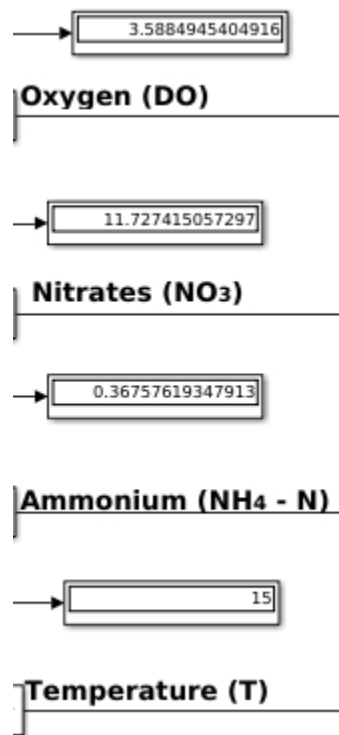 3.5884945404916
Oxygen (DO)
11.727415057297
Nitrates (NO3)
0.36757619347913
Ammonium (NH4 - N)
15
Temperature (T)